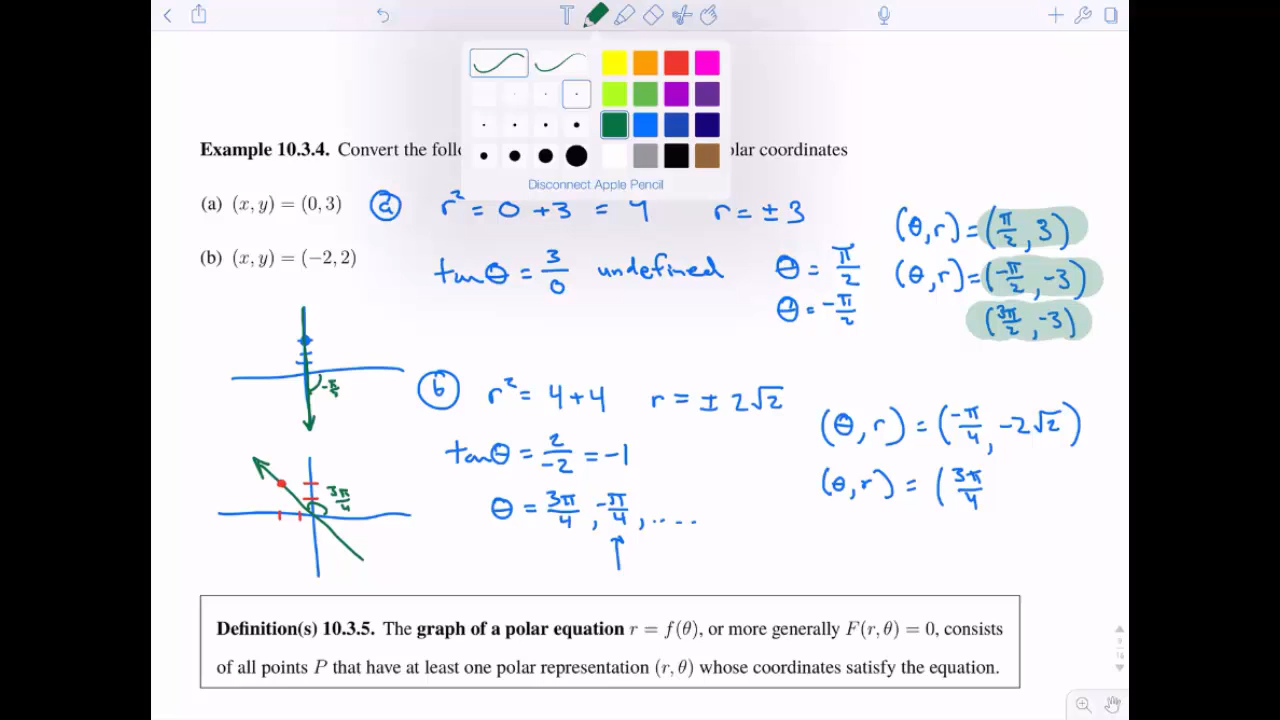 Disconnect Apple Pencil
Example 10.3.4. Convert the follo
lar coordinates
(a) (x, y) = (0, 3)
(b) (x, y) = (−2, 2)
ⓐ r² = 0 + 3 = 9 r = ± 3
tan θ = 3/0 undefined θ = π/2
θ = -π/2
(θ, r) = (π/2, 3)
(θ, r) = (-π/2, -3)
(3π/2, -3)
-π/2
ⓑ r² = 4 + 4 r = ± 2√2
tan θ = 2/-2 = -1
θ = 3π/4, -π/4, ....
(θ, r) = (-π/4, -2√2)
(θ, r) = (3π/4
3π/4
Definition(s) 10.3.5. The graph of a polar equation r = f(θ), or more generally F(r, θ) = 0, consists
of all points P that have at least one polar representation (r, θ) whose coordinates satisfy the equation.